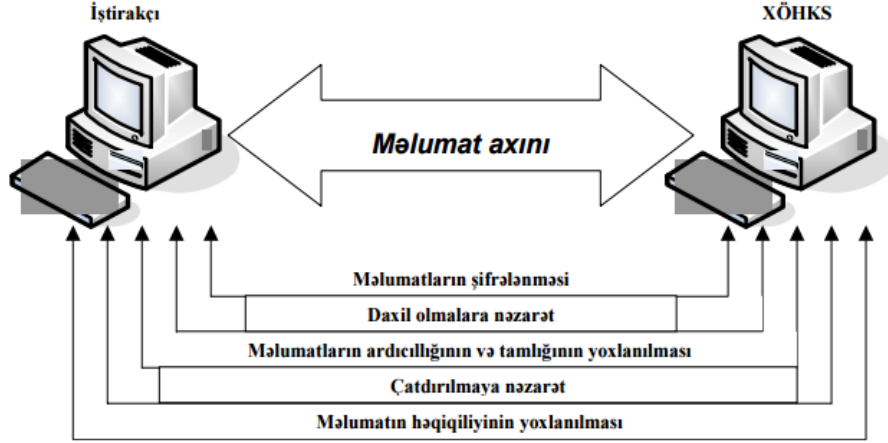 İştirakçı
XÖHKS
Məlumat axını
Məlumatların şifrələnməsi
Daxil olmalara nəzarət
Məlumatların ardıcıllığının və tamlığının yoxlanılması
Çatdırılmaya nəzarət
Məlumatın həqiqiliyinin yoxlanılması